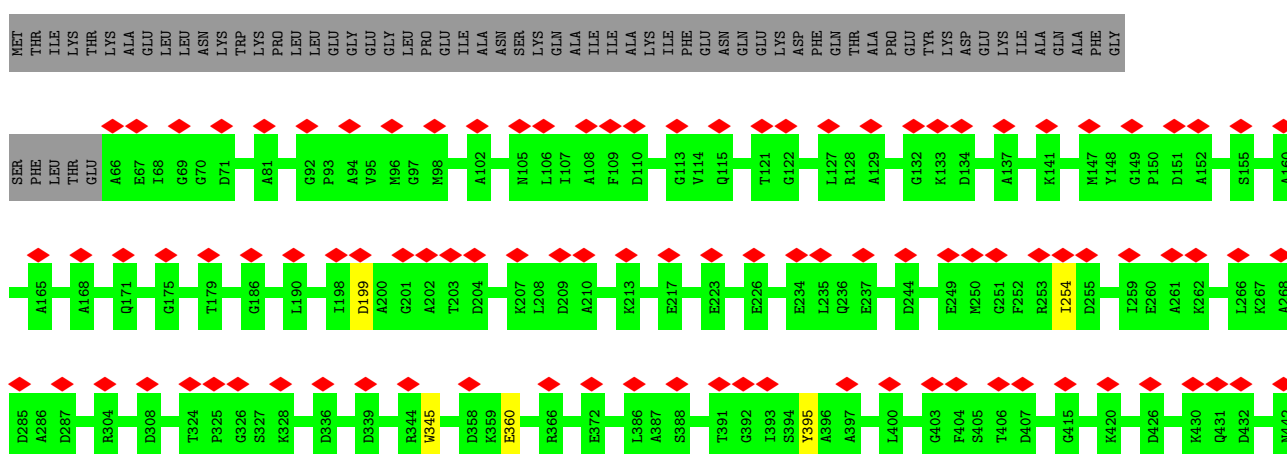 MET THR ILE LYS THR LYS ALA GLU LEU LEU ASN LYS TRP LYS PRO LEU LEU GLU GLY GLU GLY LEU PRO GLU ILE ALA ASN SER LYS GLN ALA ILE ILE ALA LYS ILE PHE GLU ASN GLN GLU LYS ASP PHE GLN THR ALA PRO GLU TYR LYS ASP GLU LYS ILE ALA GLN ALA PHE GLY
SER PHE LEU THR GLU A66 E67 I68 G69 G70 D71 A81 G92 P93 A94 V95 M96 G97 M98 A102 N105 L106 I107 A108 F109 D110 G113 V114 Q115 T121 G122 L127 R128 A129 G132 K133 D134 A137 K141 M147 Y148 G149 P150 D151 A152 S155 A160
A165 A168 Q171 G175 T179 G186 L190 I198 D199 A200 G201 A202 T203 D204 K207 L208 D209 A210 K213 E217 E223 E226 E234 L235 Q236 E237 D244 E249 M250 G251 F252 R253 I254 D255 I259 E260 A261 K262 L266 K267 A268
D285 A286 D287 R304 D308 T324 P325 G326 S327 K328 D336 D339 R344 W345 D358 K359 E360 R366 E372 L386 A387 S388 T391 G392 I393 S394 Y395 A396 A397 L400 G403 F404 S405 T406 D407 G415 K420 D426 K430 Q431 D432